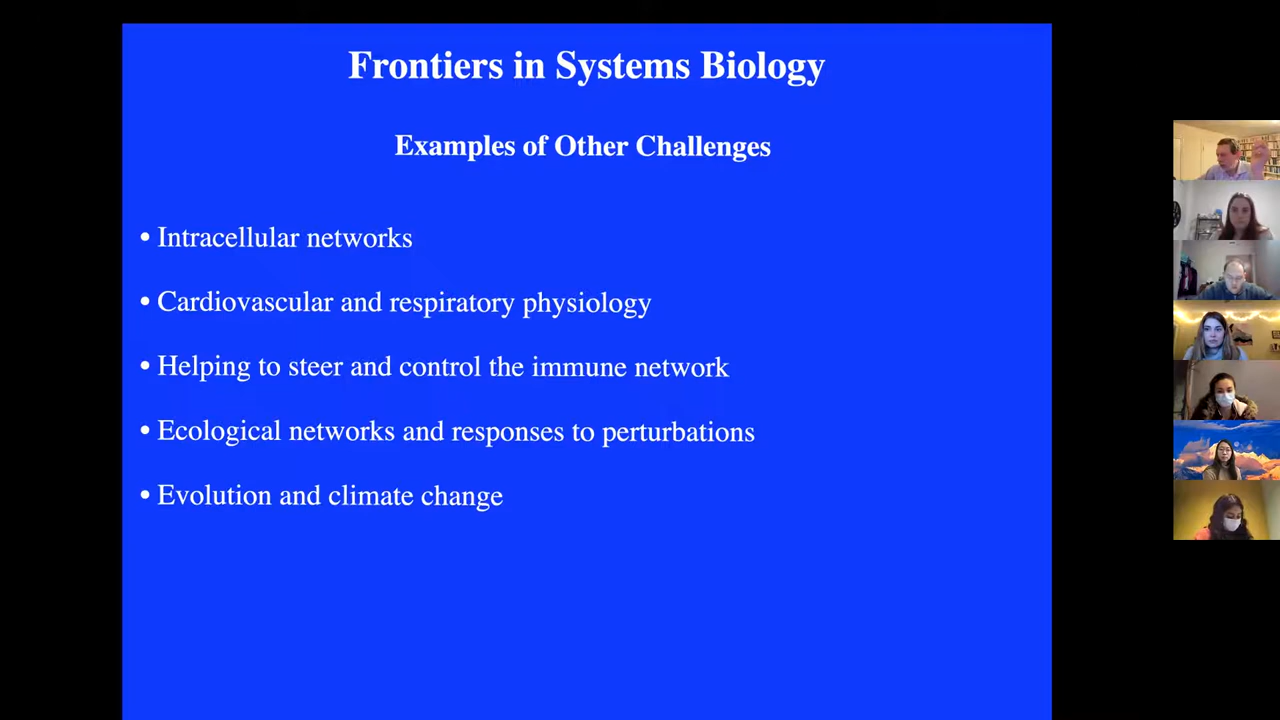 Frontiers in Systems Biology
Examples of Other Challenges
• Intracellular networks
• Cardiovascular and respiratory physiology
• Helping to steer and control the immune network
• Ecological networks and responses to perturbations
• Evolution and climate change